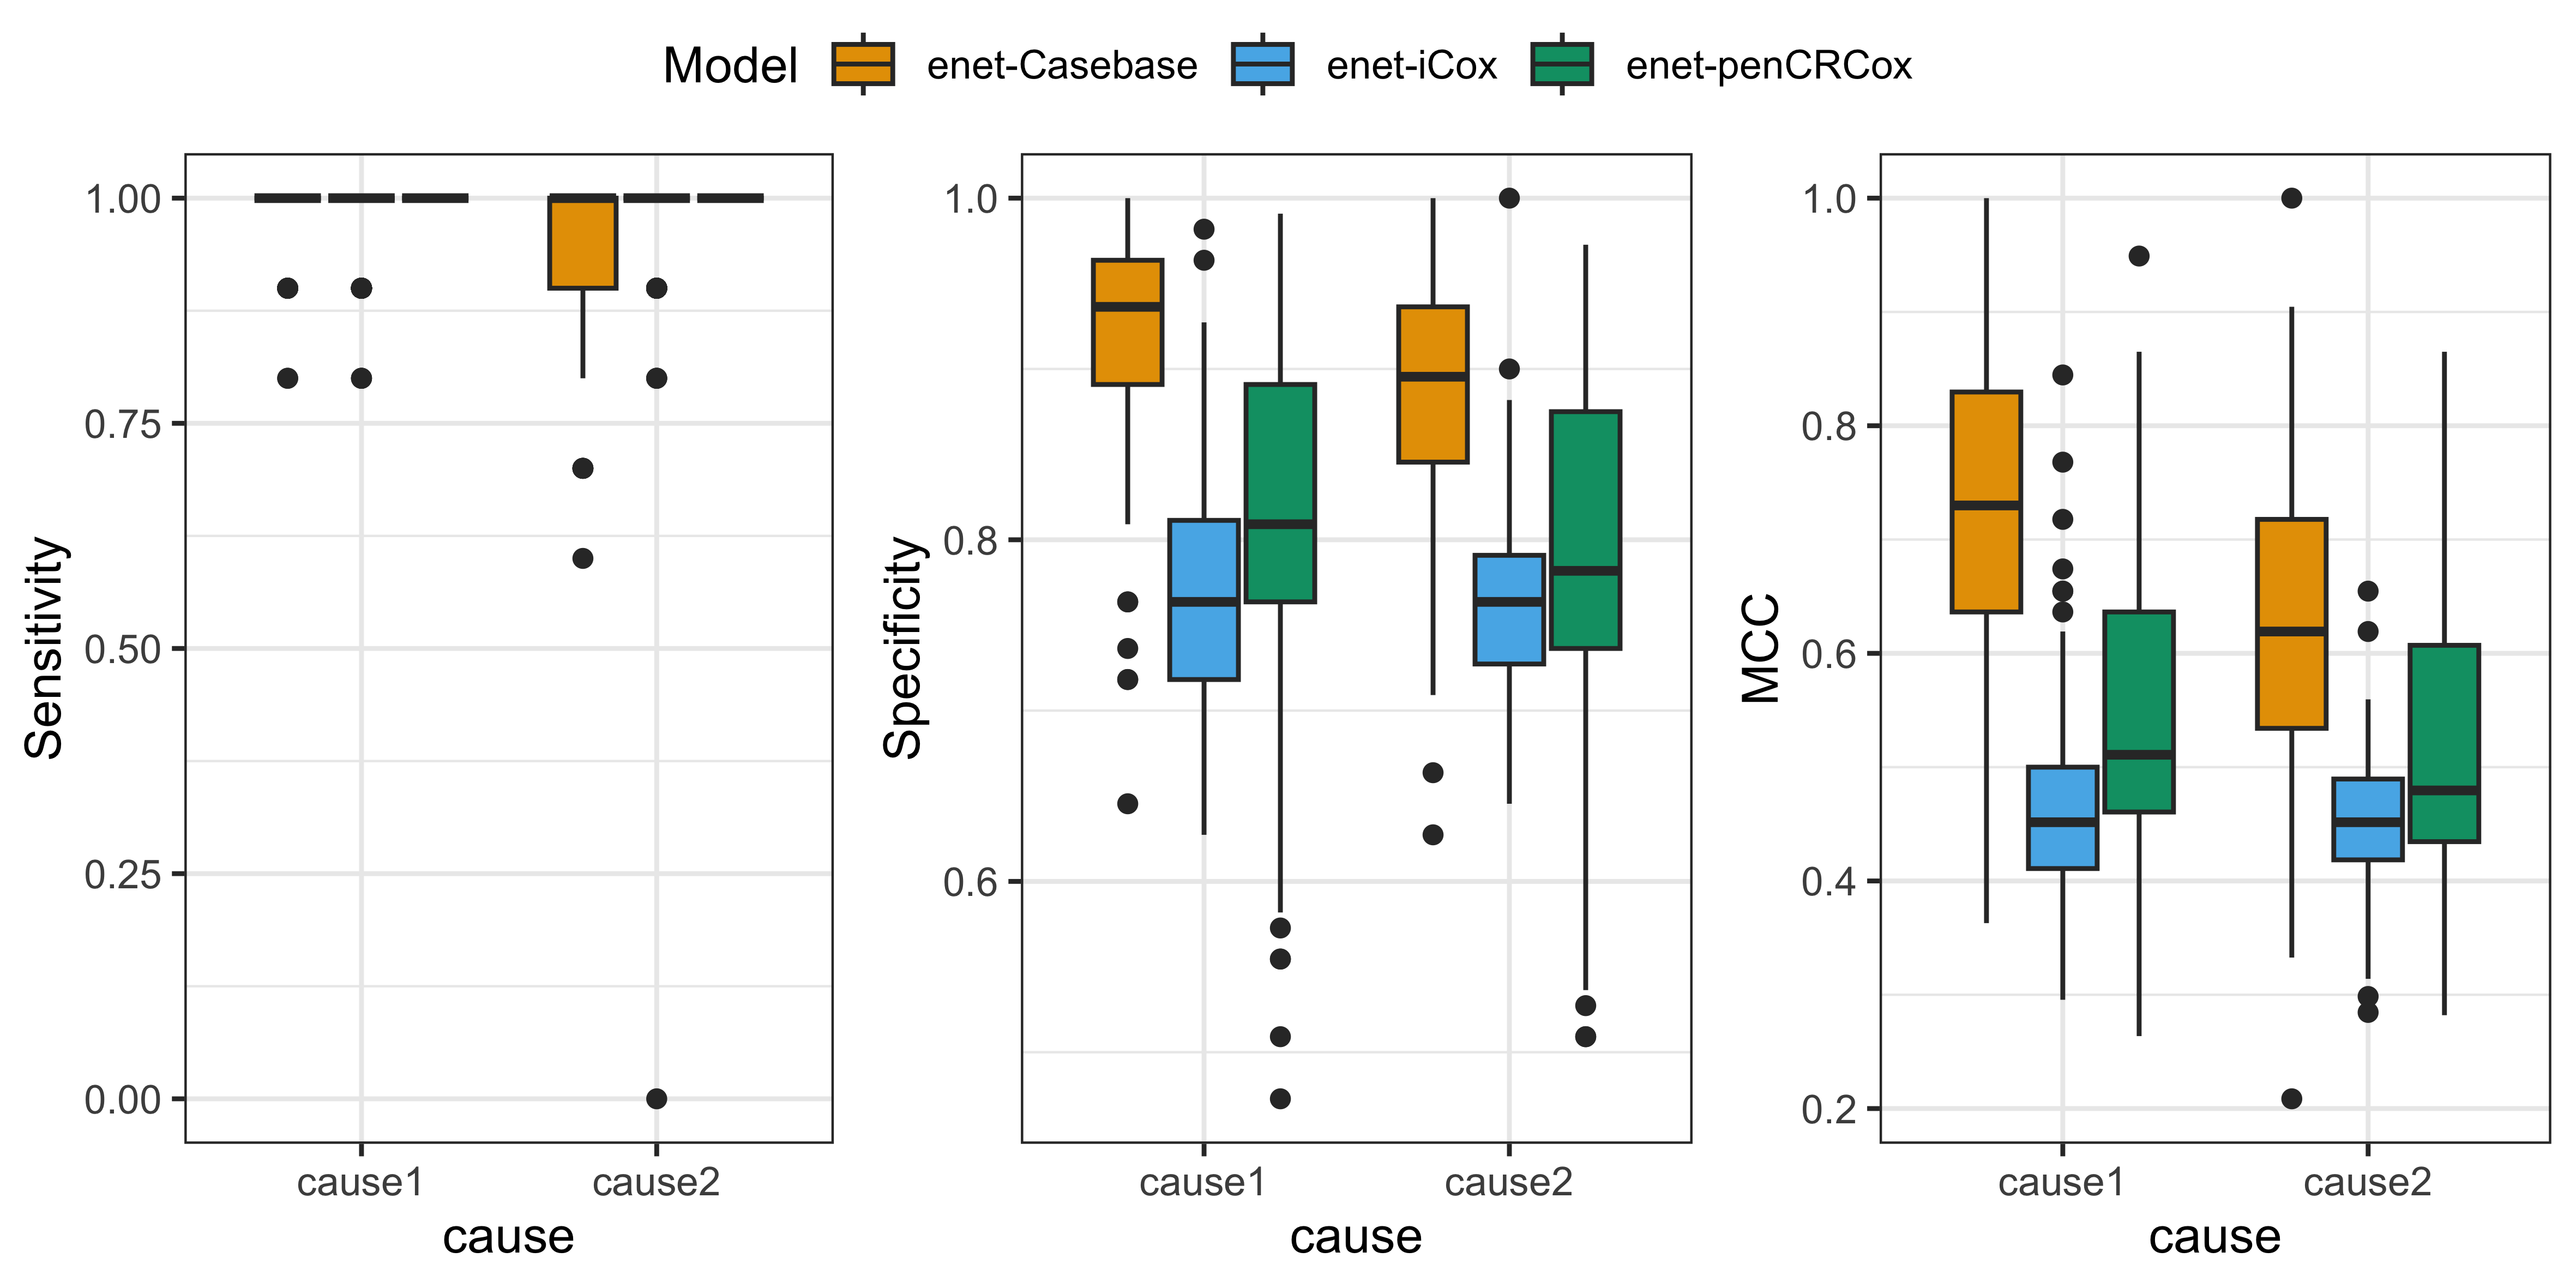 Model enet-Casebase enet-iCox enet-penCRCox
Sensitivity
1.00
0.75
0.50
0.25
0.00
cause1 cause2
cause
Specificity
1.0
0.8
0.6
cause1 cause2
cause
MCC
1.0
0.8
0.6
0.4
0.2
cause1 cause2
cause